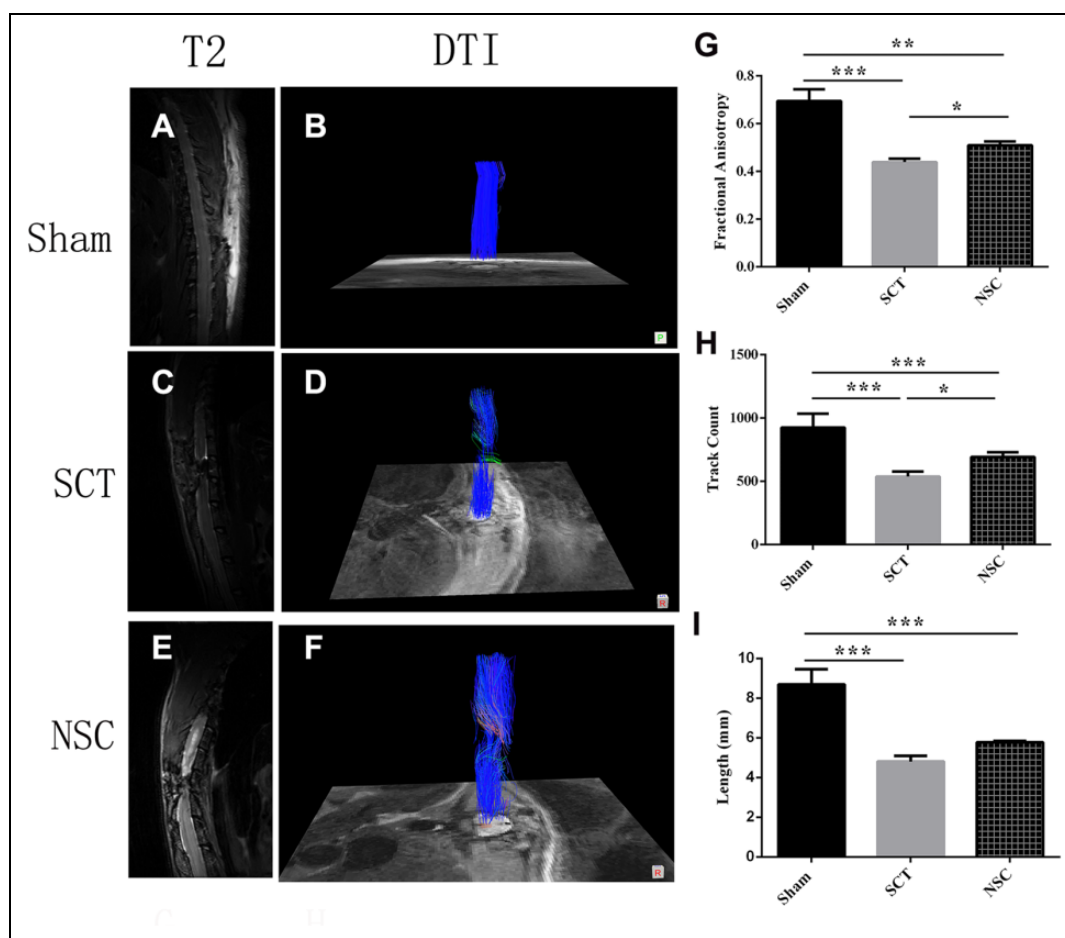 T2
DTI
Sham
SCT
NSC
A
B
P
C
D
R
E
F
R
G
**
***
*
Fractional Anisotropy
0.8
0.6
0.4
0.2
0.0
Sham
SCT
NSC
H
***
***
*
Track Count
1500
1000
500
0
Sham
SCT
NSC
I
***
***
Length (mm)
10
8
6
4
2
0
Sham
SCT
NSC